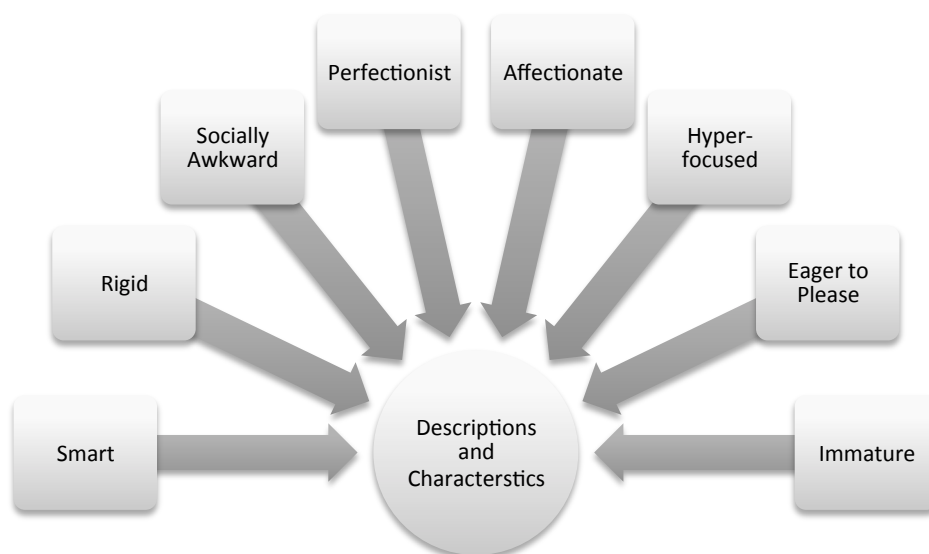 Perfectionist
Affectionate
Socially
Awkward
Hyper-
focused
Rigid
Eager to
Please
Smart
Descriptions
and
Characterstics
Immature